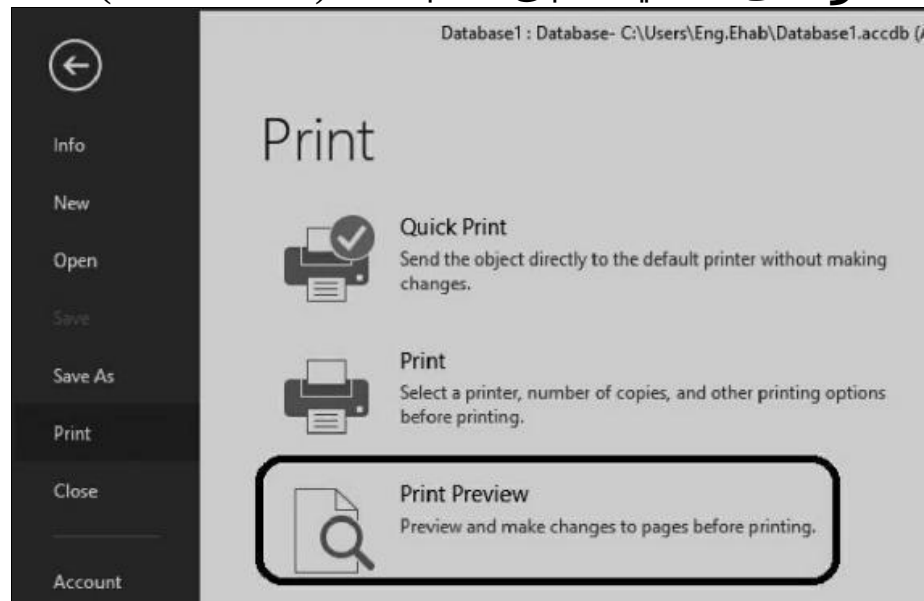 Database1 : Database- C:\Users\Eng.Ehab\Database1.accdb (A
Print
Info
New
Open
Save
Save As
Print
Close
Account
Quick Print
Send the object directly to the default printer without making
changes.
Print
Select a printer, number of copies, and other printing options
before printing.
Print Preview
Preview and make changes to pages before printing.